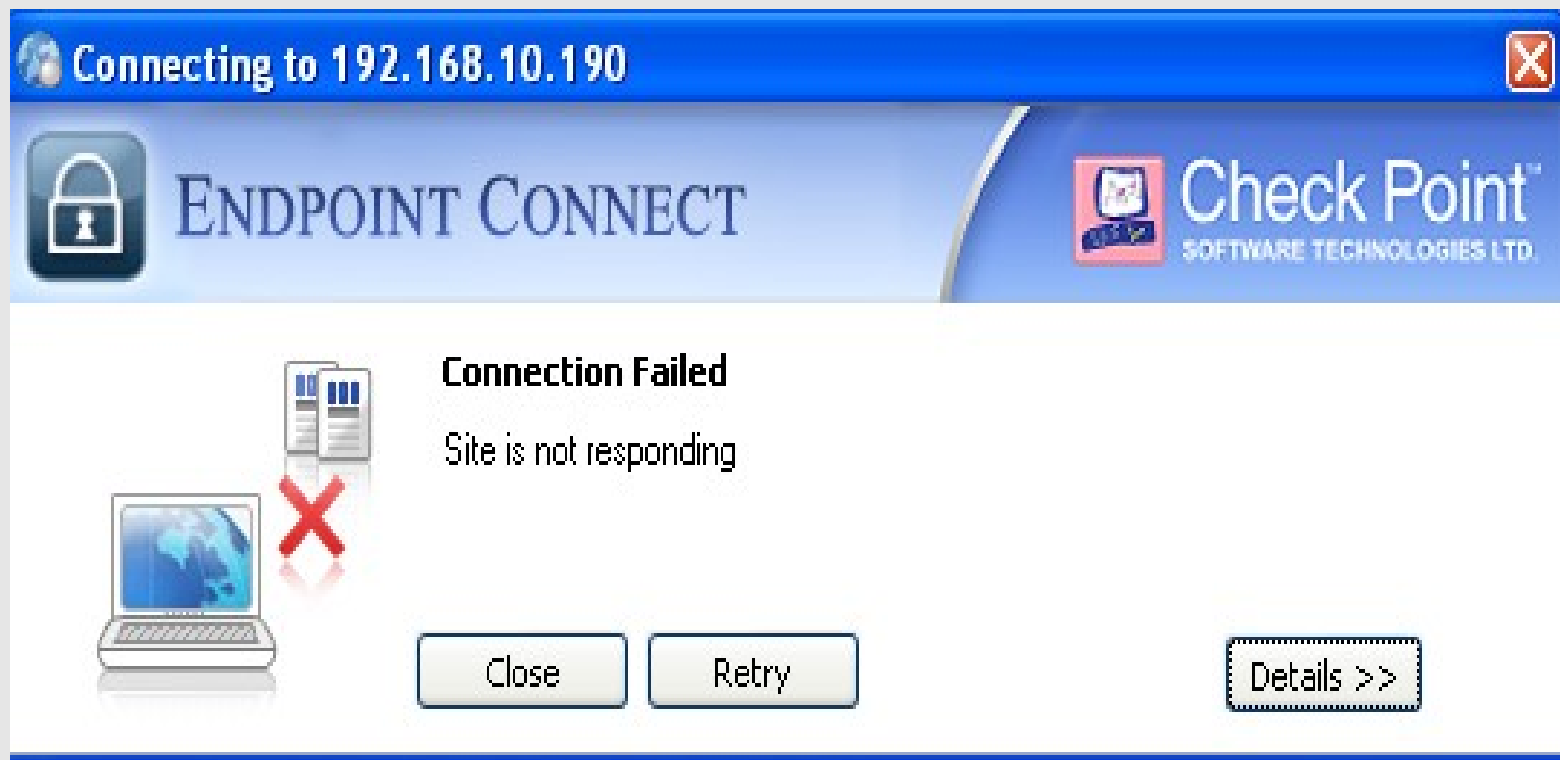 Connecting to 192.168.10.190
ENDPOINT CONNECT
Check Point™
SOFTWARE TECHNOLOGIES LTD.
Connection Failed
Site is not responding
Close
Retry
Details >>